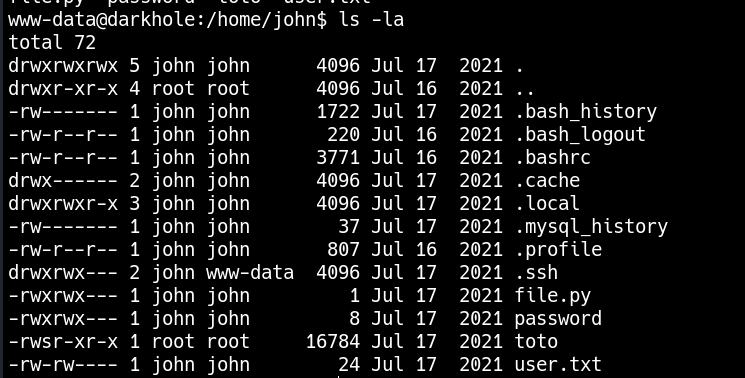 file.py password toto user.txt
www-data@darkhole:/home/john$ ls -la
total 72
drwxrwxrwx 5 john john 4096 Jul 17 2021 .
drwxr-xr-x 4 root root 4096 Jul 16 2021 ..
-rw------- 1 john john 1722 Jul 17 2021 .bash_history
-rw-r--r-- 1 john john 220 Jul 16 2021 .bash_logout
-rw-r--r-- 1 john john 3771 Jul 16 2021 .bashrc
drwx------ 2 john john 4096 Jul 17 2021 .cache
drwxrwxr-x 3 john john 4096 Jul 17 2021 .local
-rw------- 1 john john 37 Jul 17 2021 .mysql_history
-rw-r--r-- 1 john john 807 Jul 16 2021 .profile
drwxrwx--- 2 john www-data 4096 Jul 17 2021 .ssh
-rwxrwx--- 1 john john 1 Jul 17 2021 file.py
-rwxrwx--- 1 john john 8 Jul 17 2021 password
-rwsr-xr-x 1 root root 16784 Jul 17 2021 toto
-rw-rw---- 1 john john 24 Jul 17 2021 user.txt